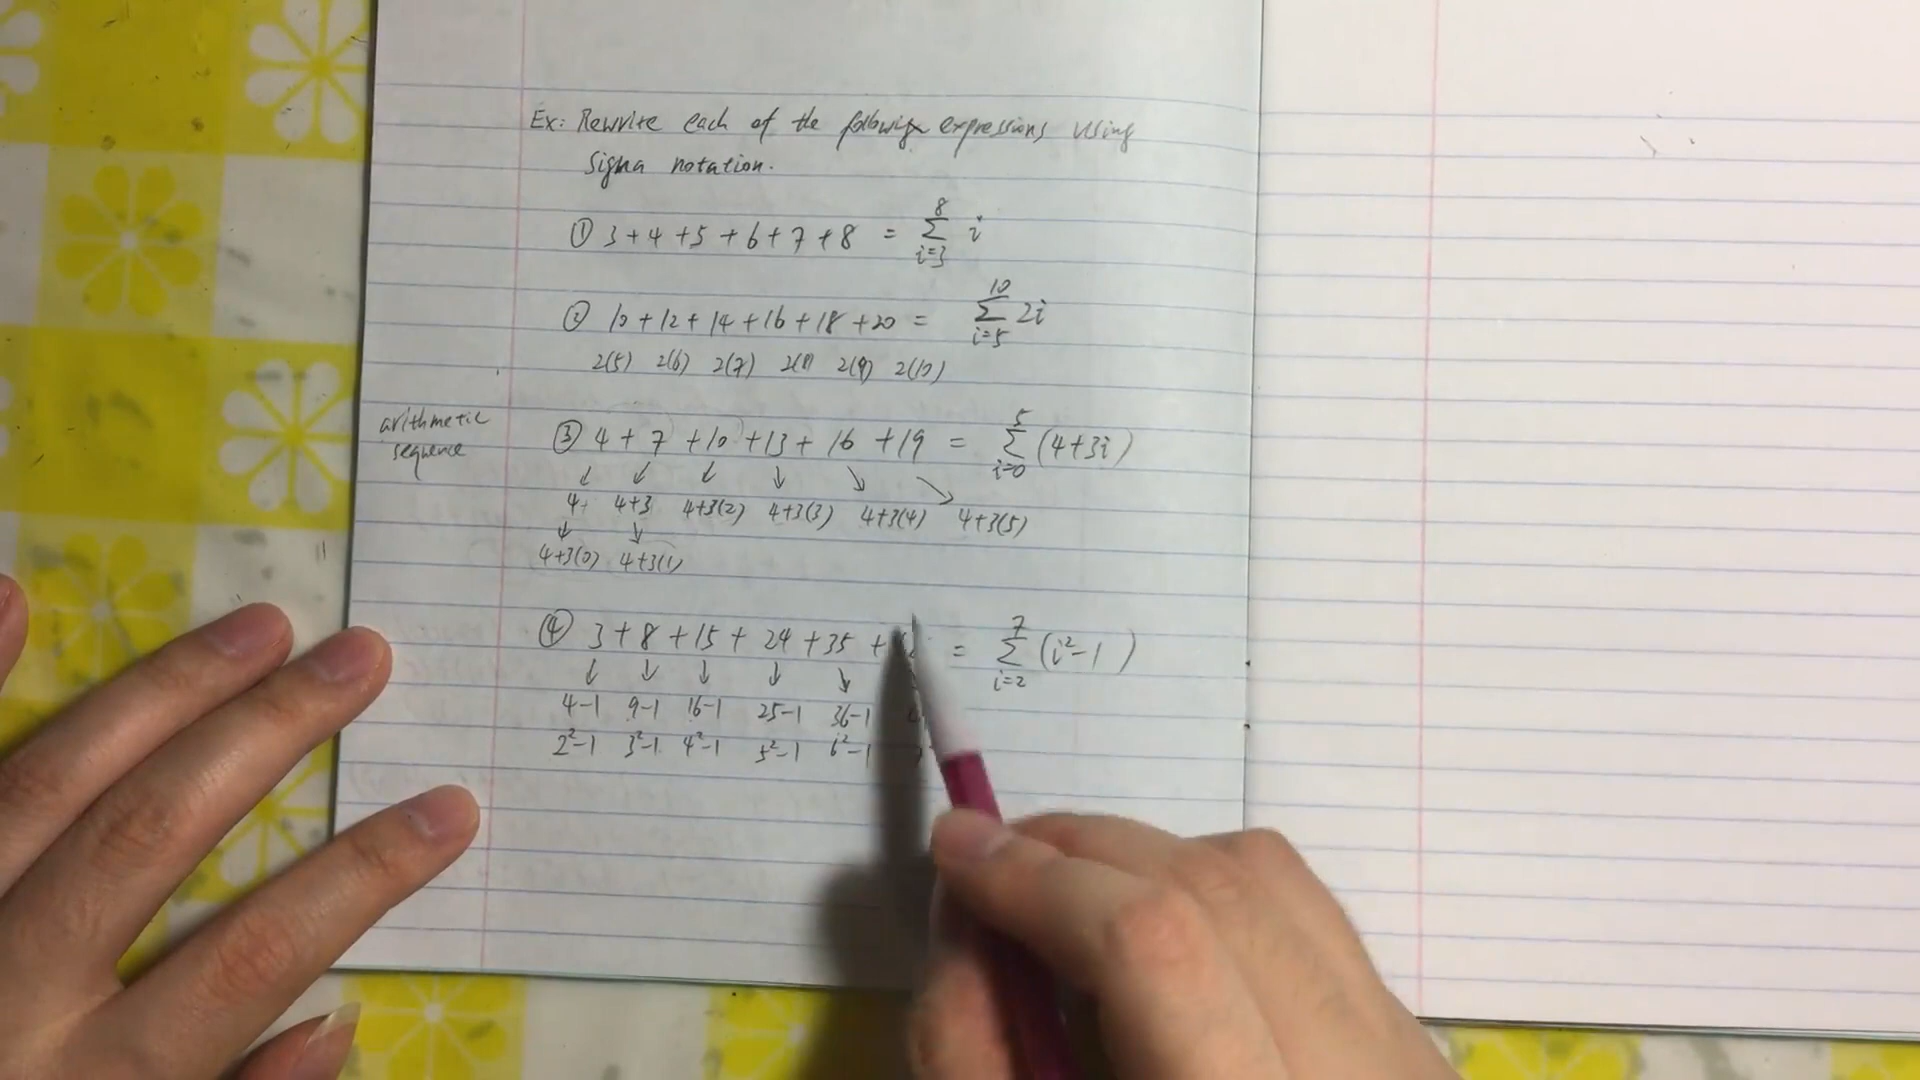 Ex: Rewrite each of the following expressions using
Sigma notation.
① 3+4+5+6+7+8 = \sum_{i=3}^{8} i
② 10+12+14+16+18+20 = \sum_{i=5}^{10} 2i
2(5) 2(6) 2(7) 2(8) 2(9) 2(10)
arithmetic
sequence
③ 4+7+10+13+16+19 = \sum_{i=0}^{5} (4+3i)
↓ ↓ ↓ ↓ ↘ ↘
4+ 4+3 4+3(2) 4+3(3) 4+3(4) 4+3(5)
↓ ↓
4+3(0) 4+3(1)
④ 3+8+15+24+35+ = \sum_{i=2}^{7} (i²-1)
↓ ↓ ↓ ↓ ↓
4-1 9-1 16-1 25-1 36-1
2²-1 3²-1 4²-1 5²-1 6²-1